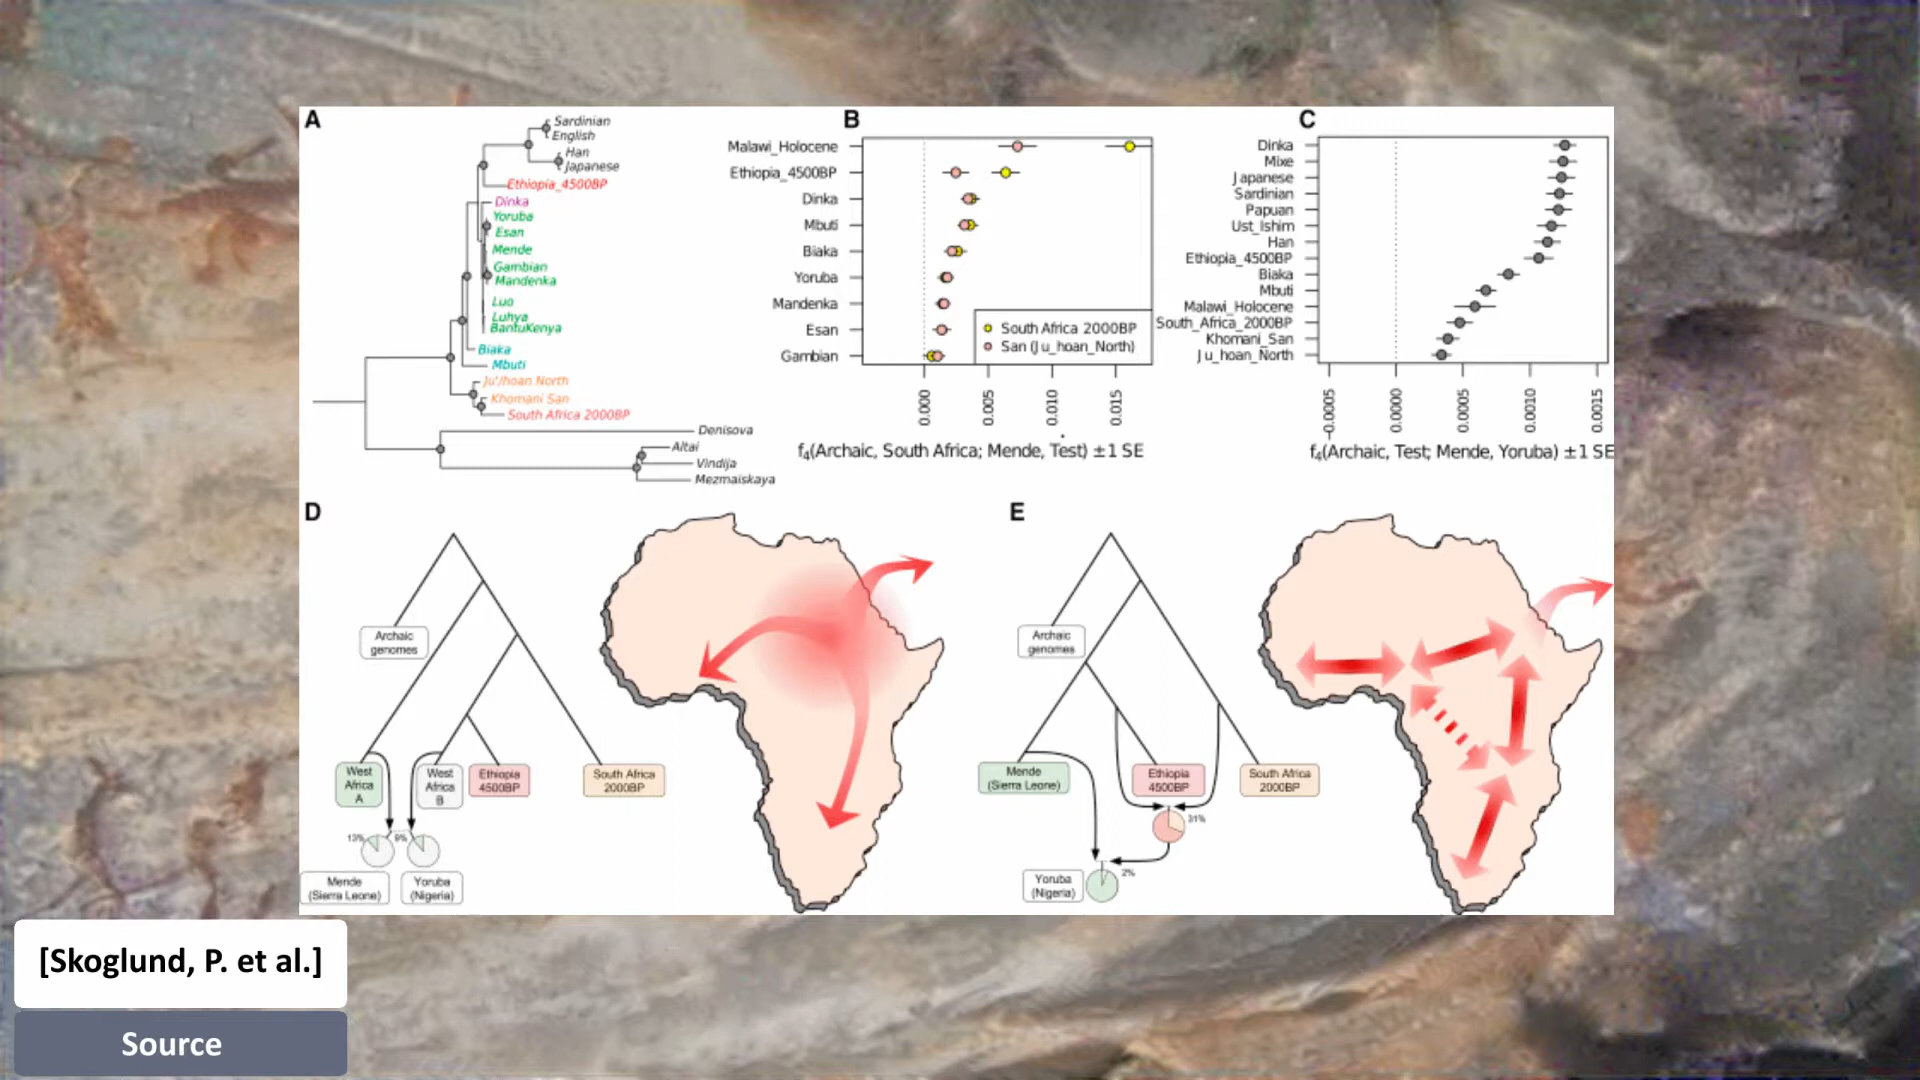 A
Sardinian
English
Han
Japanese
Ethiopia_4500BP
Dinka
Yoruba
Esan
Mende
Gambian
Mandenka
Luo
Luhya
BantuKenya
Biaka
Mbuti
Ju'/hoan North
Khomani San
South Africa 2000BP
Denisova
Altai
Vindija
Mezmaiskaya
B
Malawi_Holocene
Ethiopia_4500BP
Dinka
Mbuti
Biaka
Yoruba
Mandenka
Esan
Gambian
South Africa 2000BP
San (Ju_hoan_North)
0.000
0.005
0.010
0.015
f4(Archaic, South Africa; Mende, Test) ±1 SE
C
Dinka
Mixe
Japanese
Sardinian
Papuan
Ust_Ishim
Han
Ethiopia_4500BP
Biaka
Mbuti
Malawi_Holocene
South_Africa_2000BP
Khomani_San
Ju_hoan_North
-0.0005
0.0000
0.0005
0.0010
0.0015
f4(Archaic, Test; Mende, Yoruba) ±1 SE
D
Archaic
genomes
West
Africa
A
West
Africa
B
Ethiopia
4500BP
South Africa
2000BP
13%
9%
Mende
(Sierra Leone)
Yoruba
(Nigeria)
E
Archaic
genomes
Mende
(Sierra Leone)
Ethiopia
4500BP
South Africa
2000BP
31%
2%
Yoruba
(Nigeria)
[Skoglund, P. et al.]
Source